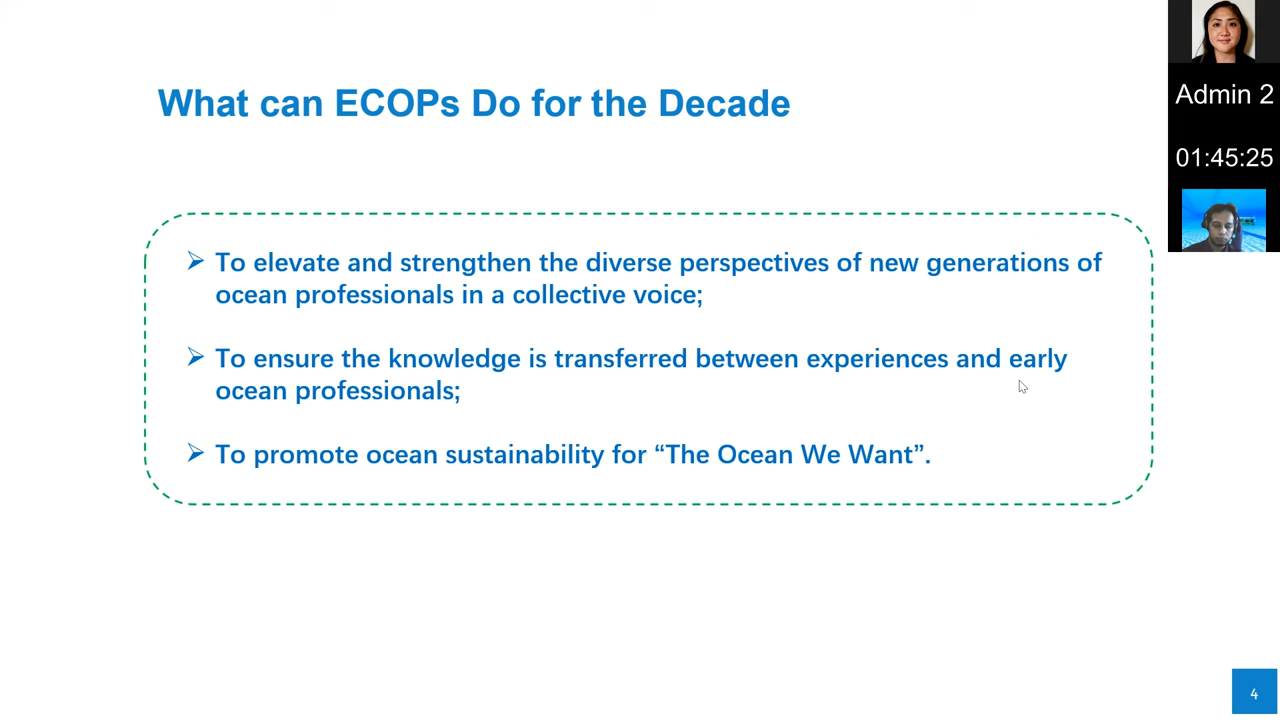 What can ECOPs Do for the Decade
Admin 2
01:45:25
➢ To elevate and strengthen the diverse perspectives of new generations of
ocean professionals in a collective voice;
➢ To ensure the knowledge is transferred between experiences and early
ocean professionals;
➢ To promote ocean sustainability for “The Ocean We Want”.
4